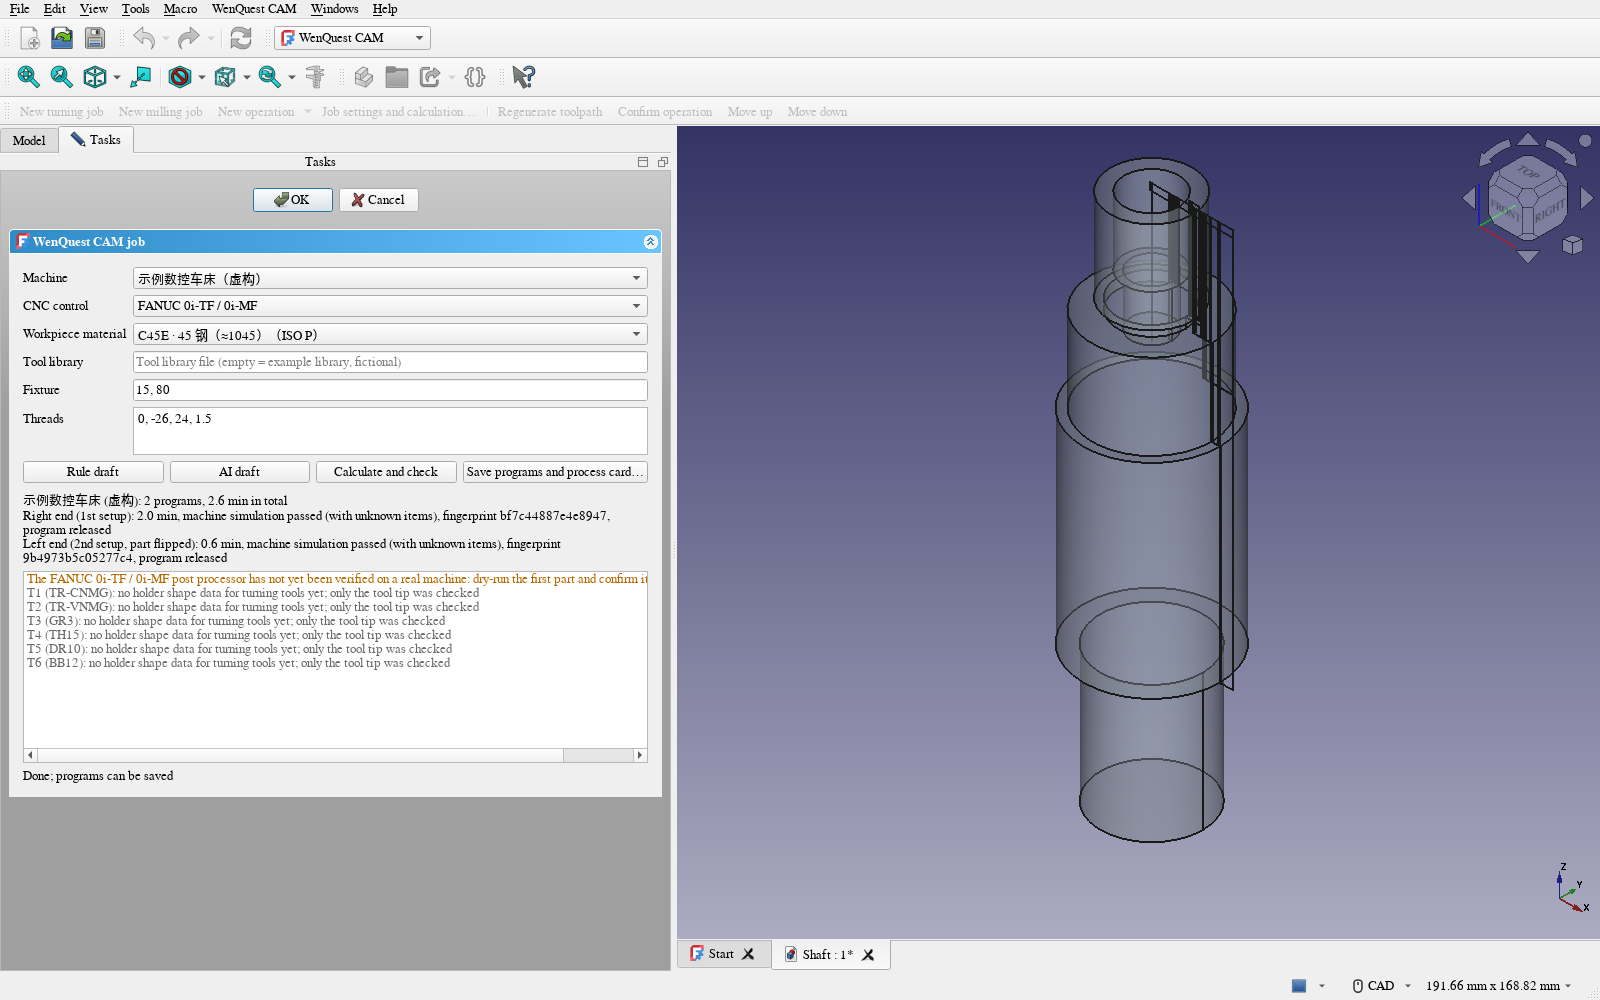 File Edit View Tools Macro WenQuest CAM Windows Help
WenQuest CAM
New turning job New milling job New operation Job settings and calculation... Regenerate toolpath Confirm operation Move up Move down
Model Tasks
Tasks
OK Cancel
WenQuest CAM job
Machine 示例数控车床（虚构）
CNC control FANUC 0i-TF / 0i-MF
Workpiece material C45E · 45 钢（≈1045）（ISO P）
Tool library Tool library file (empty = example library, fictional)
Fixture 15, 80
Threads 0, -26, 24, 1.5
Rule draft AI draft Calculate and check Save programs and process card...
示例数控车床 (虚构): 2 programs, 2.6 min in total
Right end (1st setup): 2.0 min, machine simulation passed (with unknown items), fingerprint bf7c44887e4e8947,
program released
Left end (2nd setup, part flipped): 0.6 min, machine simulation passed (with unknown items), fingerprint
9b4973b5c05277c4, program released
The FANUC 0i-TF / 0i-MF post processor has not yet been verified on a real machine: dry-run the first part and confirm it
T1 (TR-CNMG): no holder shape data for turning tools yet; only the tool tip was checked
T2 (TR-VNMG): no holder shape data for turning tools yet; only the tool tip was checked
T3 (GR3): no holder shape data for turning tools yet; only the tool tip was checked
T4 (TH15): no holder shape data for turning tools yet; only the tool tip was checked
T5 (DR10): no holder shape data for turning tools yet; only the tool tip was checked
T6 (BB12): no holder shape data for turning tools yet; only the tool tip was checked
Done; programs can be saved
TOP
FRONT RIGHT
Z
Y
X
Start Shaft : 1*
CAD 191.66 mm x 168.82 mm